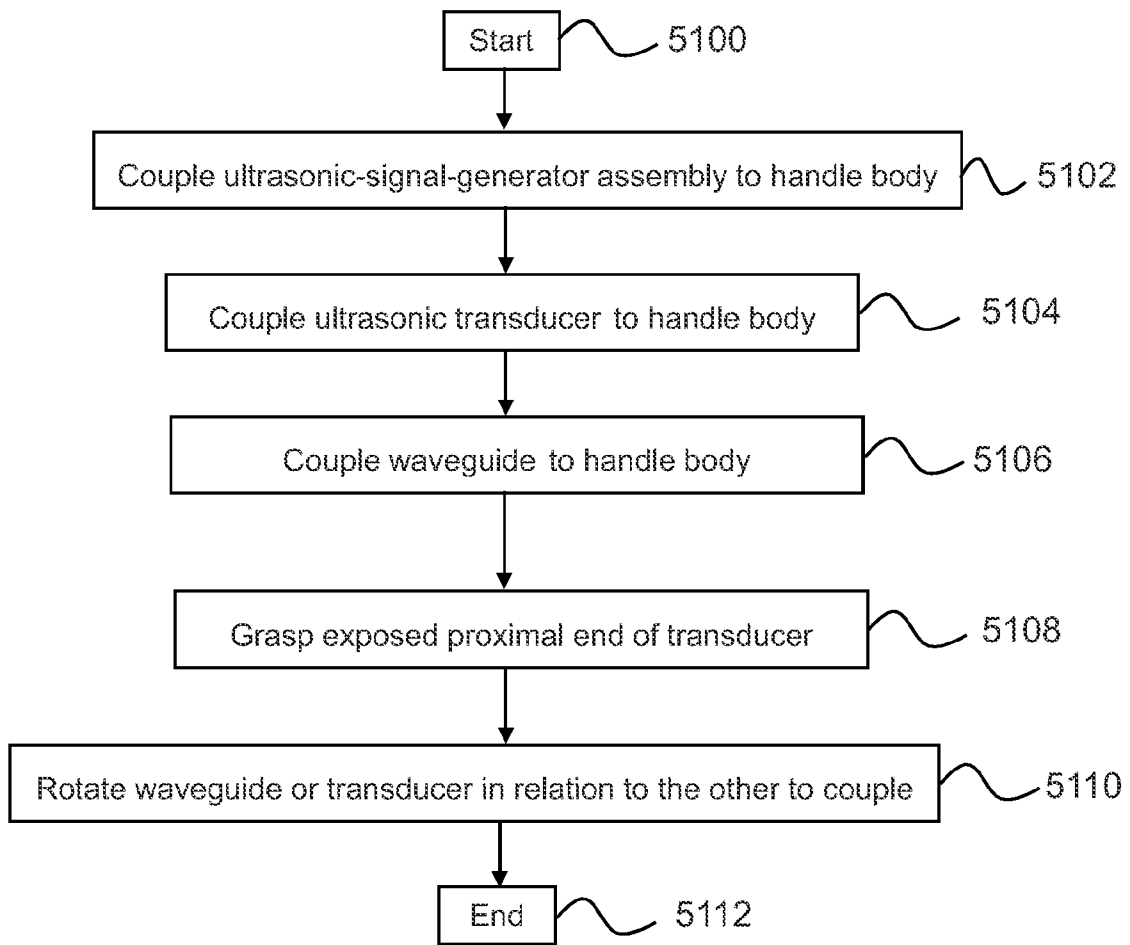 Start
5100
Couple ultrasonic-signal-generator assembly to handle body
5102
Couple ultrasonic transducer to handle body
5104
Couple waveguide to handle body
5106
Grasp exposed proximal end of transducer
5108
Rotate waveguide or transducer in relation to the other to couple
5110
End
5112